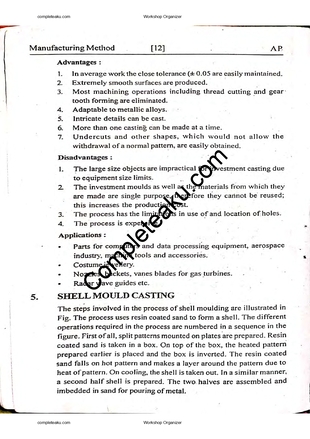 completeaku.com Workshop Organizer
Manufacturing Method [12] A.P.
Advantages :
1. In average work the close tolerance (± 0.05 are easily maintained.
2. Extremely smooth surfaces are produced.
3. Most machining operations including thread cutting and gear
tooth forming are eliminated.
4. Adaptable to metallic alloys.
5. Intricate details can be cast.
6. More than one casting can be made at a time.
7. Undercuts and other shapes, which would not allow the
withdrawal of a normal pattern, are easily obtained.
Disadvantages :
1. The large size objects are impractical for investment casting due
to equipment size limits.
2. The investment moulds as well as the materials from which they
are made are single purpose therefore they cannot be reused;
this increases the production cost.
3. The process has the limitations in use of and location of holes.
4. The process is expensive.
Applications :
• Parts for computers and data processing equipment, aerospace
industry, machine tools and accessories.
• Costume jewellery.
• Nozzles, buckets, vanes blades for gas turbines.
• Radar wave guides etc.
5. SHELL MOULD CASTING
The steps involved in the process of shell moulding are illustrated in
Fig. The process uses resin coated sand to form a shell. The different
operations required in the process are numbered in a sequence in the
figure. First of all, split patterns mounted on plates are prepared. Resin
coated sand is taken in a box. On top of the box, the heated pattern
prepared earlier is placed and the box is inverted. The resin coated
sand falls on hot pattern and makes a layer around the pattern due to
heat of pattern. On cooling, the shell is taken out. In a similar manner,
a second half shell is prepared. The two halves are assembled and
imbedded in sand for pouring of metal.
completeaku.com Workshop Organizer